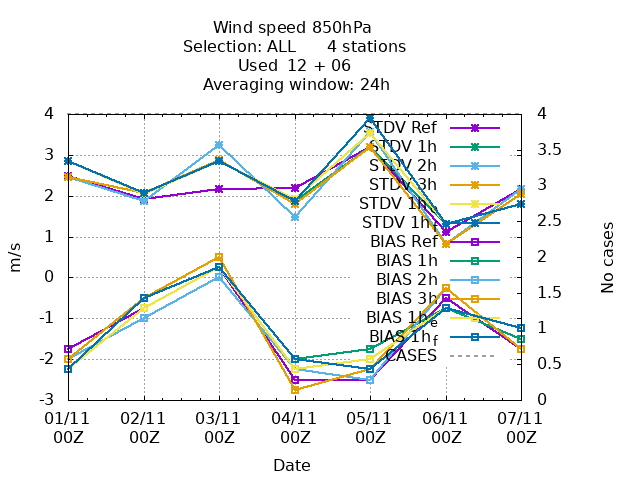 Wind speed 850hPa
Selection: ALL 4 stations
Used 12 + 06
Averaging window: 24h
4
3
2
1
0
-1
-2
-3
m/s
4
3.5
3
2.5
2
1.5
1
0.5
0
No cases
STDV Ref
STDV 1h
STDV 2h
STDV 3h
STDV 1h
STDV 1hf
BIAS Ref
BIAS 1h
BIAS 2h
BIAS 3h
BIAS 1he
BIAS 1hf
CASES
01/11 02/11 03/11 04/11 05/11 06/11 07/11
00Z 00Z 00Z 00Z 00Z 00Z 00Z
Date